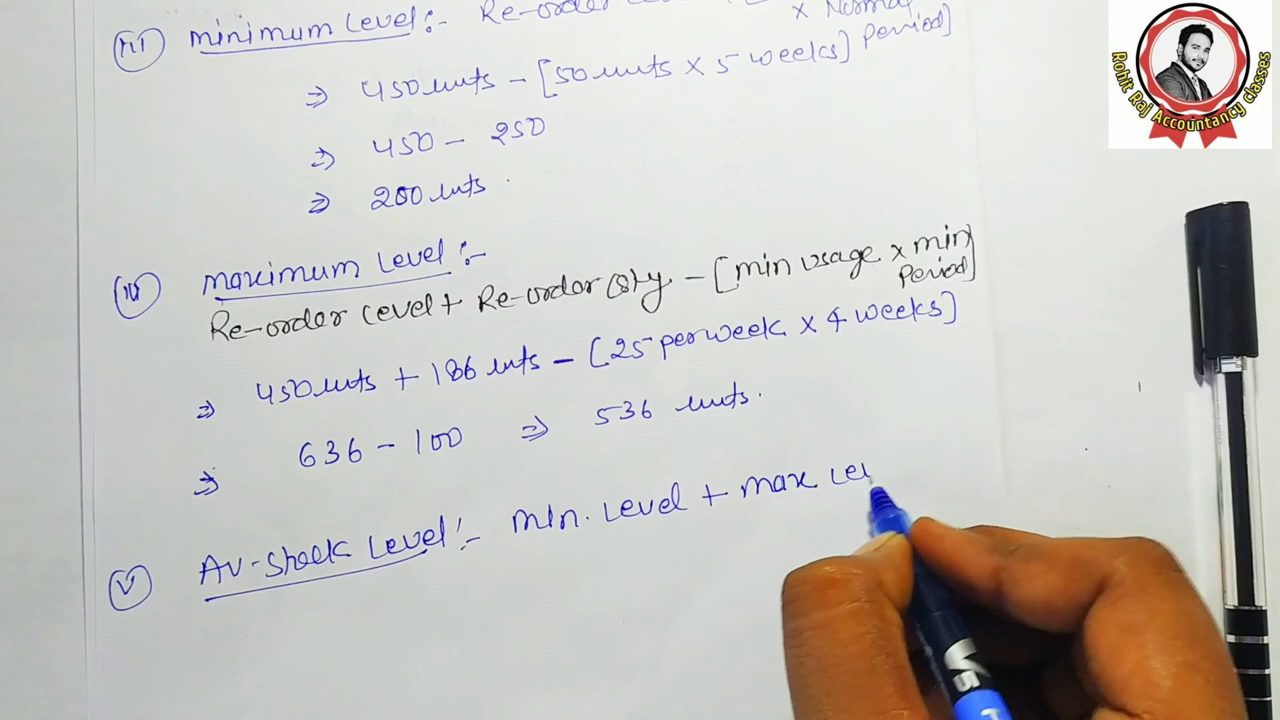 (iii) minimum Level:- Re-order
× Normal
Period]
⇒ 450 units - [50 units × 5 weeks]
⇒ 450 - 250
⇒ 200 units
(iv) maximum Level:-
Re-order Level + Re-order Qty - [min usage × min
Period]
⇒ 450 units + 186 units - [25 per week × 4 weeks]
⇒ 636 - 100 ⇒ 536 units.
(v) Av-Stock Level:- Min. Level + Max Lev
Rohit Raj Accountancy classes
V5